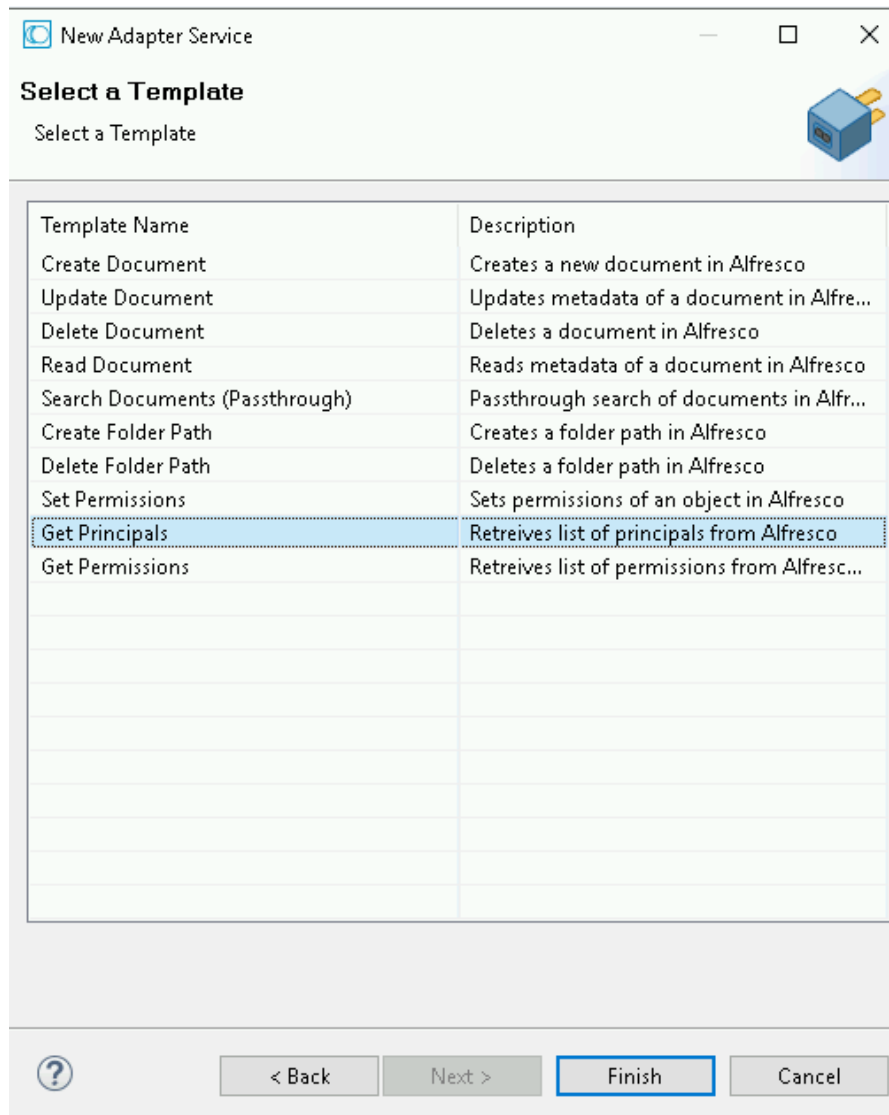 New Adapter Service
Select a Template
Select a Template
Template Name Description
Create Document Creates a new document in Alfresco
Update Document Updates metadata of a document in Alfre...
Delete Document Deletes a document in Alfresco
Read Document Reads metadata of a document in Alfresco
Search Documents (Passthrough) Passthrough search of documents in Alfr...
Create Folder Path Creates a folder path in Alfresco
Delete Folder Path Deletes a folder path in Alfresco
Set Permissions Sets permissions of an object in Alfresco
Get Principals Retreives list of principals from Alfresco
Get Permissions Retreives list of permissions from Alfresc...
? < Back Next > Finish Cancel